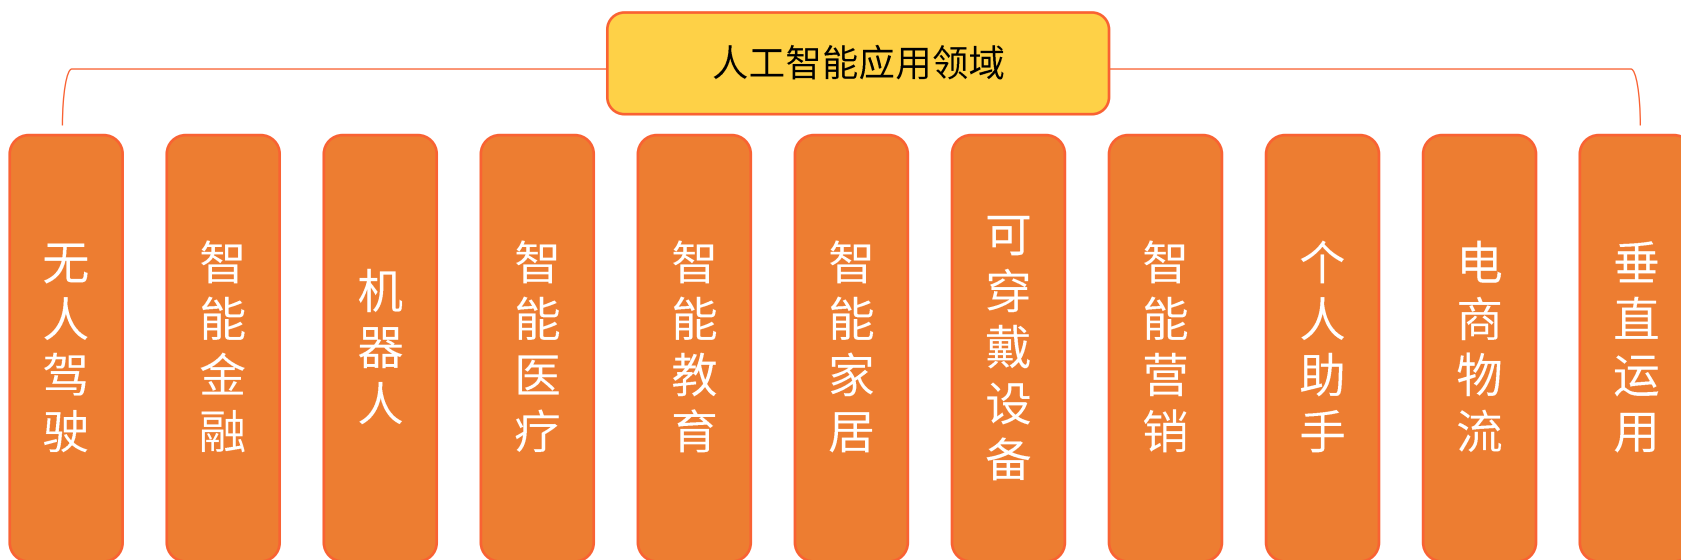 人工智能应用领域
无人驾驶
智能金融
机器人
智能医疗
智能教育
智能家居
可穿戴设备
智能营销
个人助手
电商物流
垂直运用